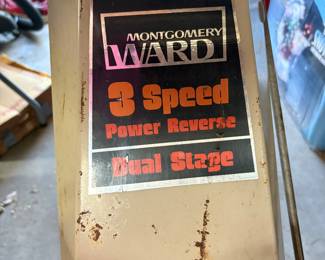 MONTGOMERY
WARD
3 Speed
Power Reverse
Dual Stage